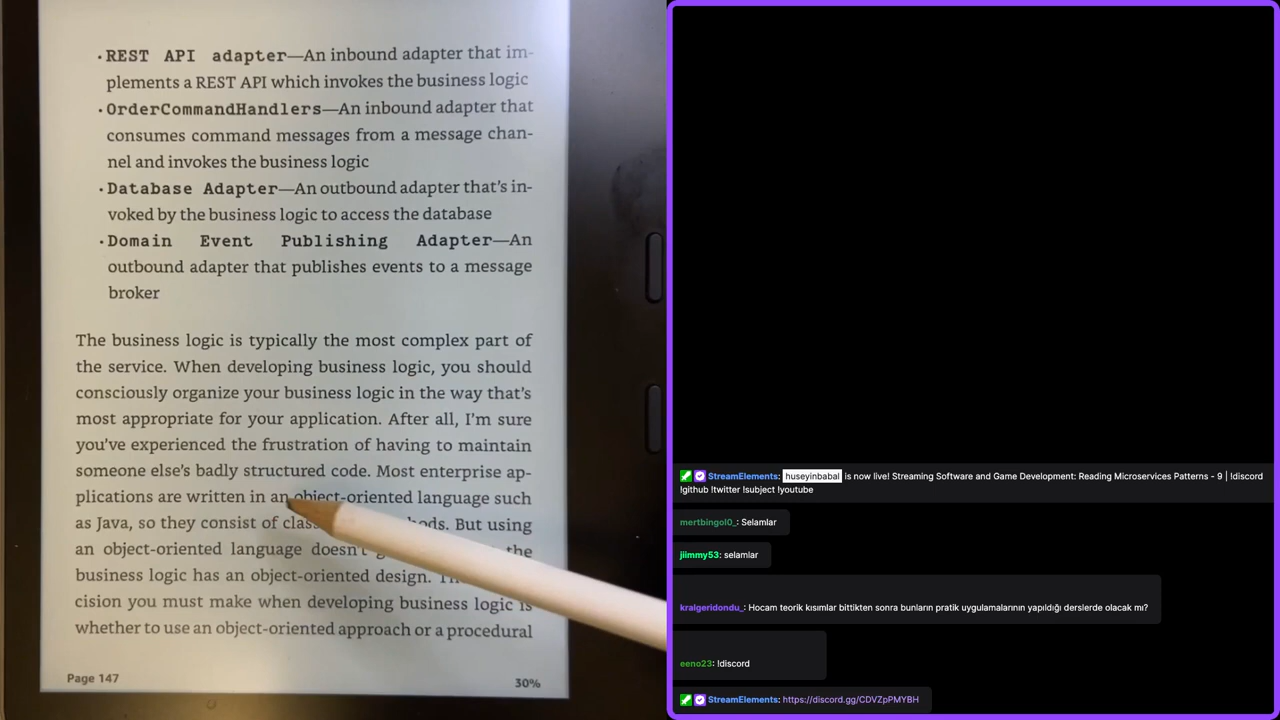 · REST API adapter—An inbound adapter that im-
plements a REST API which invokes the business logic
· OrderCommandHandlers—An inbound adapter that
consumes command messages from a message chan-
nel and invokes the business logic
· Database Adapter—An outbound adapter that's in-
voked by the business logic to access the database
· Domain Event Publishing Adapter—An
outbound adapter that publishes events to a message
broker
The business logic is typically the most complex part of
the service. When developing business logic, you should
consciously organize your business logic in the way that's
most appropriate for your application. After all, I'm sure
you've experienced the frustration of having to maintain
someone else's badly structured code. Most enterprise ap-
plications are written in an object-oriented language such
as Java, so they consist of But using
an object-oriented language doesn't the
business logic has an object-oriented design.
cision you must make when developing business logic is
whether to use an object-oriented approach or a procedural
Page 147
30%
StreamElements: huseyinbabal is now live! Streaming Software and Game Development: Reading Microservices Patterns - 9 | !discord
!github !twitter !subject !youtube
mertbingol0_: Selamlar
jiimmy53: selamlar
kralgeridondu_: Hocam teorik kısımlar bittikten sonra bunların pratik uygulamalarının yapıldığı derslerde olacak mı?
eeno23: !discord
StreamElements: https://discord.gg/CDVZpPMYBH